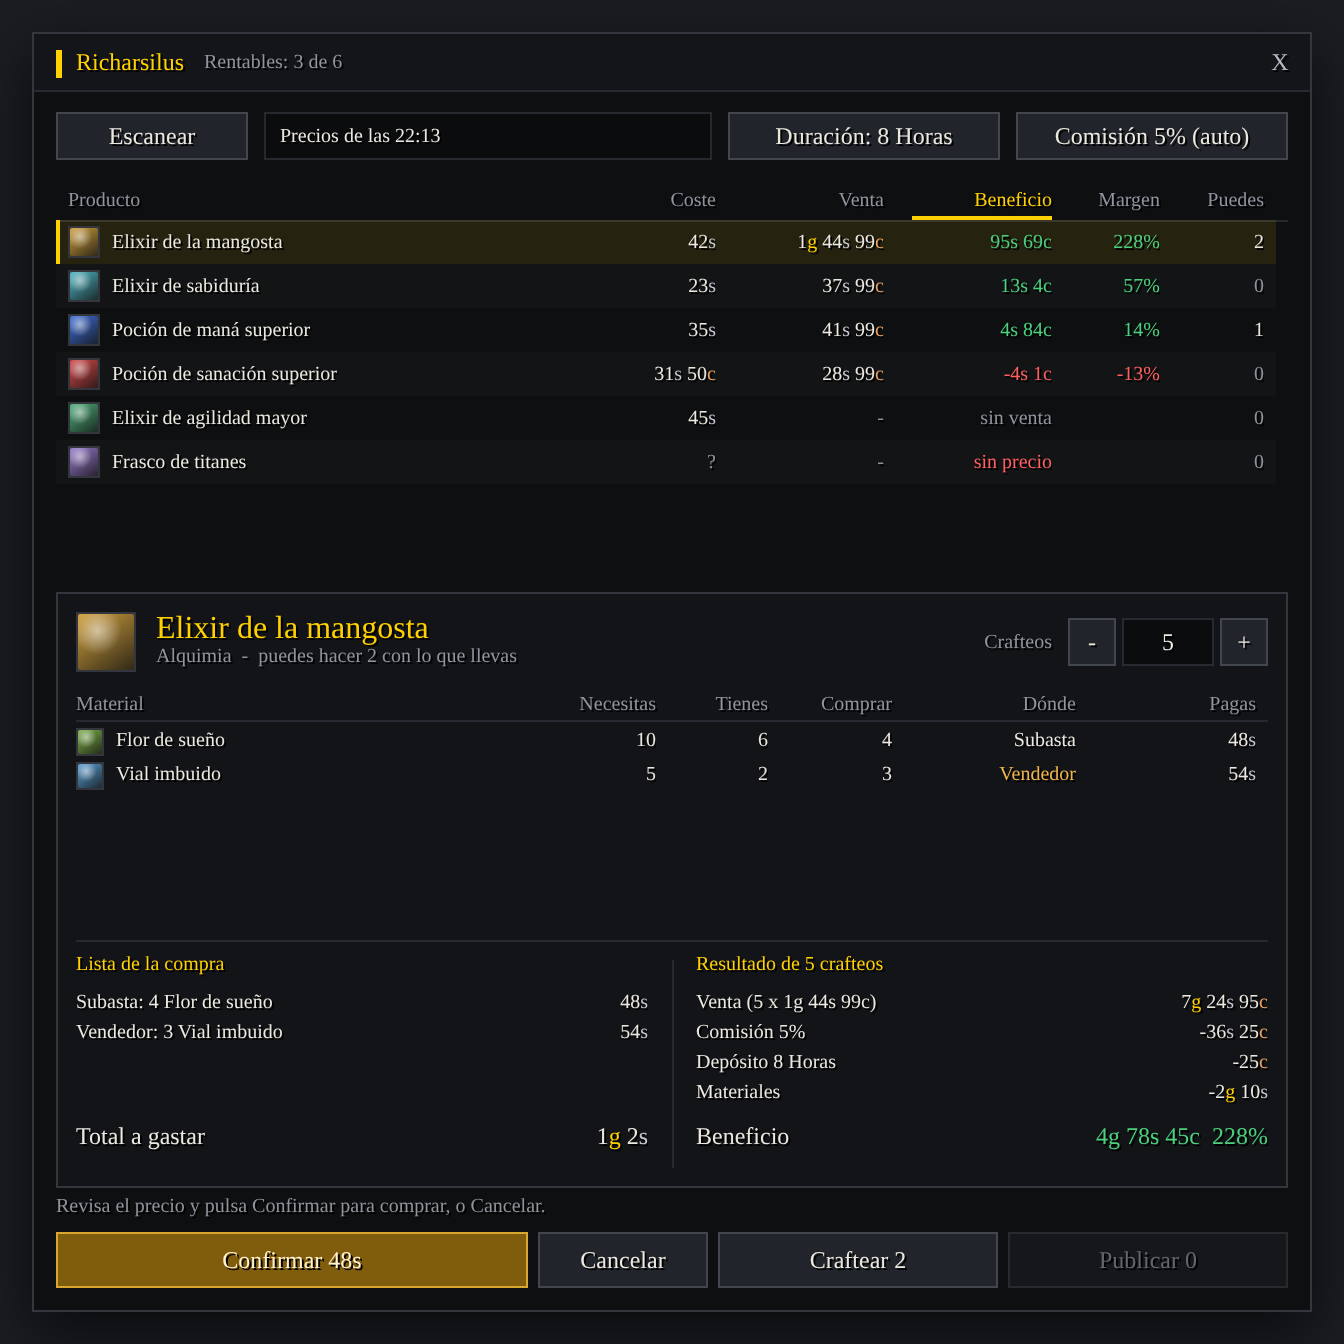 Richarsilus Rentables: 3 de 6 X
Escanear Precios de las 22:13 Duración: 8 Horas Comisión 5% (auto)
Producto Coste Venta Beneficio Margen Puedes
Elixir de la mangosta 42s 1g 44s 99c 95s 69c 228% 2
Elixir de sabiduría 23s 37s 99c 13s 4c 57% 0
Poción de maná superior 35s 41s 99c 4s 84c 14% 1
Poción de sanación superior 31s 50c 28s 99c -4s 1c -13% 0
Elixir de agilidad mayor 45s - sin venta 0
Frasco de titanes ? - sin precio 0
Elixir de la mangosta
Alquimia - puedes hacer 2 con lo que llevas
Crafteos - 5 +
Material Necesitas Tienes Comprar Dónde Pagas
Flor de sueño 10 6 4 Subasta 48s
Vial imbuido 5 2 3 Vendedor 54s
Lista de la compra
Subasta: 4 Flor de sueño 48s
Vendedor: 3 Vial imbuido 54s
Total a gastar 1g 2s
Resultado de 5 crafteos
Venta (5 x 1g 44s 99c) 7g 24s 95c
Comisión 5% -36s 25c
Depósito 8 Horas -25c
Materiales -2g 10s
Beneficio 4g 78s 45c 228%
Revisa el precio y pulsa Confirmar para comprar, o Cancelar.
Confirmar 48s Cancelar Craftear 2 Publicar 0